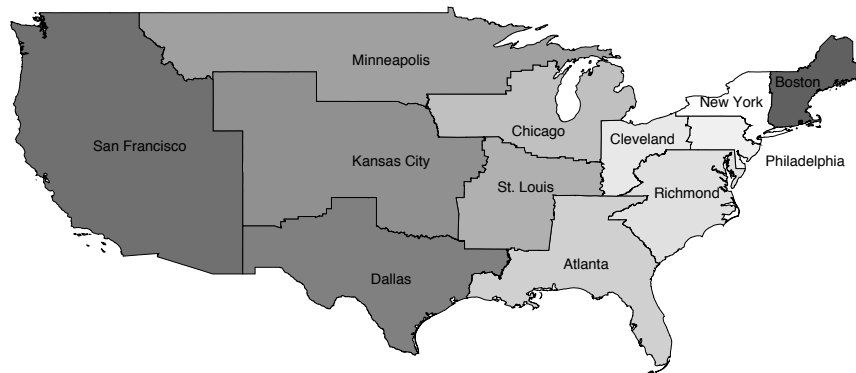 Minneapolis
Boston
New York
Chicago
Cleveland
San Francisco
Kansas City
Philadelphia
St. Louis
Richmond
Atlanta
Dallas